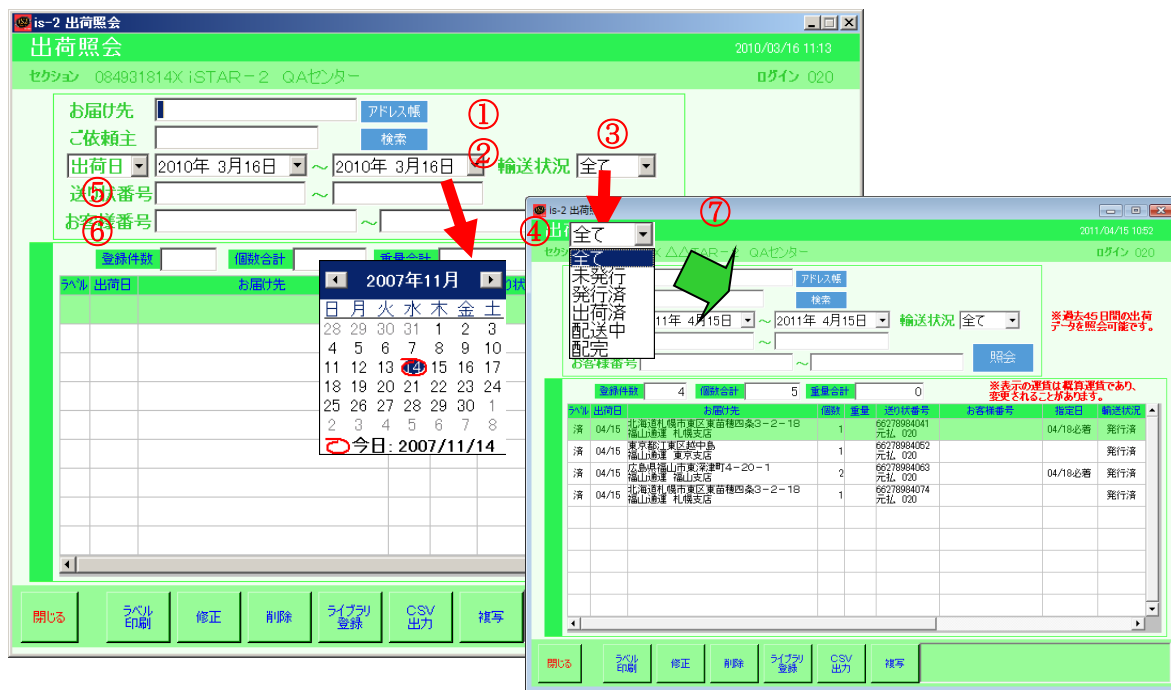 is-2 出荷照会
出荷照会
2010/03/16 11:13
セクション 084931814X iSTAR－2 QAセンター
ログイン 020
お届け先
アドレス帳
①
ご依頼主
検索
②
③
出荷日 2010年 3月16日 ～ 2010年 3月16日 輸送状況 全て
⑤
送り状番号 ～
⑥
お客様番号 ～
登録件数 個数合計 重量合計
ラベル 出荷日 お届け先
2007年11月
日 月 火 水 木 金 土
28 29 30 31 1 2 3
4 5 6 7 8 9 10
11 12 13 14 15 16 17
18 19 20 21 22 23 24
25 26 27 28 29 30 1
2 3 4 5 6 7 8
今日: 2007/11/14
閉じる ラベル印刷 修正 削除 ライブラリ登録 CSV出力 複写
is-2 出荷
④
⑦
2011/04/15 10:52
全て
全て
未発行
発行済
出荷済
配送中
配完
QAセンター
ログイン 020
アドレス帳
検索
11年 4月15日 ～ 2011年 4月15日 輸送状況 全て
※過去45日間の出荷
データを照会可能です。
～
お客様番号 ～
照会
登録件数 4 個数合計 5 重量合計 0
※表示の運賃は概算運賃であり、
変更されることがあります。
ラベル 出荷日 お届け先 個数 重量 送り状番号 お客様番号 指定日 輸送状況
済 04/15 北海道札幌市東区東苗穂四条3－2－18 福山通運 札幌支店 1 66278984041 元払 020 04/18必着 発行済
済 04/15 東京都江東区越中島 福山通運 東京支店 1 66278984052 元払 020 発行済
済 04/15 広島県福山市東深津町4－20－1 福山通運 福山支店 2 66278984063 元払 020 04/18必着 発行済
済 04/15 北海道札幌市東区東苗穂四条3－2－18 福山通運 札幌支店 1 66278984074 元払 020 発行済
閉じる ラベル印刷 修正 削除 ライブラリ登録 CSV出力 複写